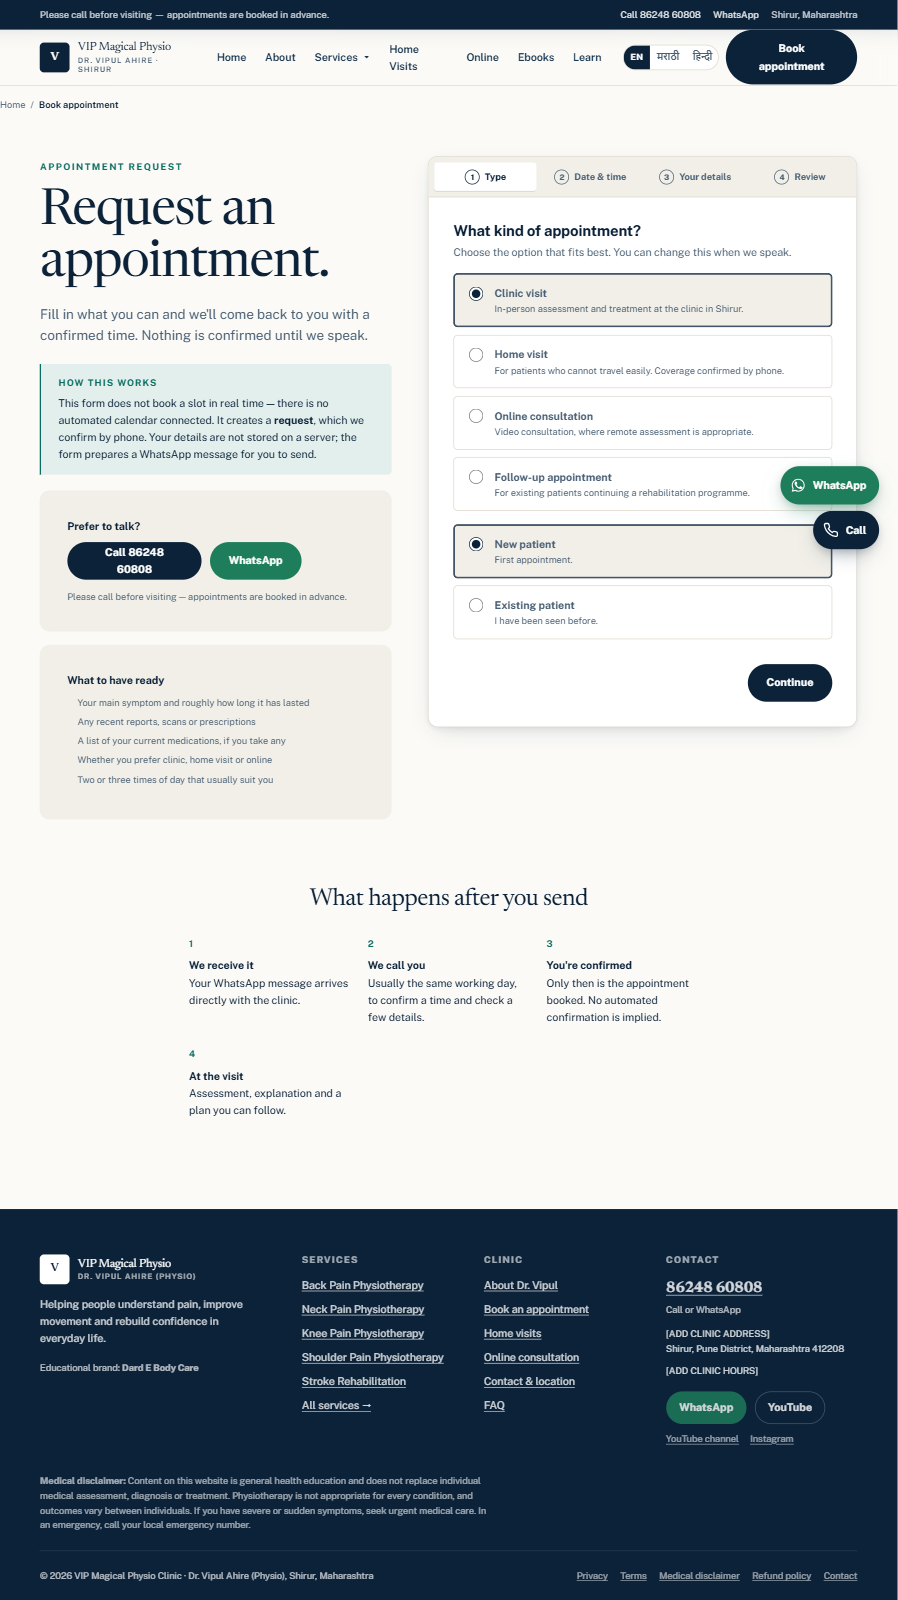 Please call before visiting — appointments are booked in advance.
Call 86248 60808 WhatsApp Shirur, Maharashtra
V
VIP Magical Physio
DR. VIPUL AHIRE ·
SHIRUR
Home About Services Home
Visits
Online Ebooks Learn
EN मराठी हिन्दी
Book
appointment
Home / Book appointment
APPOINTMENT REQUEST
Request an
appointment.
Fill in what you can and we'll come back to you with a
confirmed time. Nothing is confirmed until we speak.
HOW THIS WORKS
This form does not book a slot in real time — there is no
automated calendar connected. It creates a request, which we
confirm by phone. Your details are not stored on a server; the
form prepares a WhatsApp message for you to send.
Prefer to talk?
Call 86248
60808
WhatsApp
Please call before visiting — appointments are booked in advance.
What to have ready
Your main symptom and roughly how long it has lasted
Any recent reports, scans or prescriptions
A list of your current medications, if you take any
Whether you prefer clinic, home visit or online
Two or three times of day that usually suit you
1 Type 2 Date & time 3 Your details 4 Review
What kind of appointment?
Choose the option that fits best. You can change this when we speak.
Clinic visit
In-person assessment and treatment at the clinic in Shirur.
Home visit
For patients who cannot travel easily. Coverage confirmed by phone.
Online consultation
Video consultation, where remote assessment is appropriate.
Follow-up appointment
For existing patients continuing a rehabilitation programme.
New patient
First appointment.
Existing patient
I have been seen before.
Continue
WhatsApp
Call
What happens after you send
1
We receive it
Your WhatsApp message arrives
directly with the clinic.
2
We call you
Usually the same working day,
to confirm a time and check a
few details.
3
You're confirmed
Only then is the appointment
booked. No automated
confirmation is implied.
4
At the visit
Assessment, explanation and a
plan you can follow.
V
VIP Magical Physio
DR. VIPUL AHIRE (PHYSIO)
Helping people understand pain, improve
movement and rebuild confidence in
everyday life.
Educational brand: Dard E Body Care
SERVICES
Back Pain Physiotherapy
Neck Pain Physiotherapy
Knee Pain Physiotherapy
Shoulder Pain Physiotherapy
Stroke Rehabilitation
All services →
CLINIC
About Dr. Vipul
Book an appointment
Home visits
Online consultation
Contact & location
FAQ
CONTACT
86248 60808
Call or WhatsApp
[ADD CLINIC ADDRESS]
Shirur, Pune District, Maharashtra 412208
[ADD CLINIC HOURS]
WhatsApp YouTube
YouTube channel Instagram
Medical disclaimer: Content on this website is general health education and does not replace individual
medical assessment, diagnosis or treatment. Physiotherapy is not appropriate for every condition, and
outcomes vary between individuals. If you have severe or sudden symptoms, seek urgent medical care. In
an emergency, call your local emergency number.
© 2026 VIP Magical Physio Clinic · Dr. Vipul Ahire (Physio), Shirur, Maharashtra
Privacy Terms Medical disclaimer Refund policy Contact